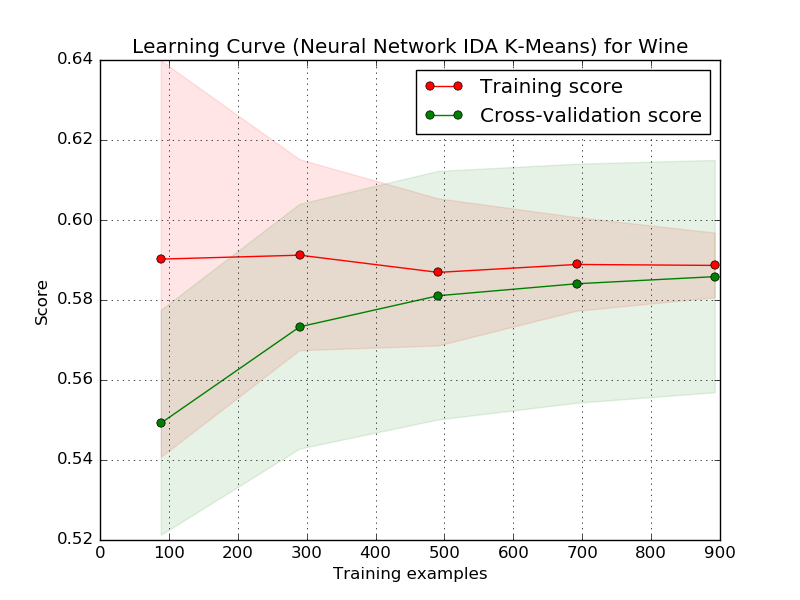 Learning Curve (Neural Network IDA K-Means) for Wine
Training score
Cross-validation score
Score
0.64
0.62
0.60
0.58
0.56
0.54
0.52
0 100 200 300 400 500 600 700 800 900
Training examples